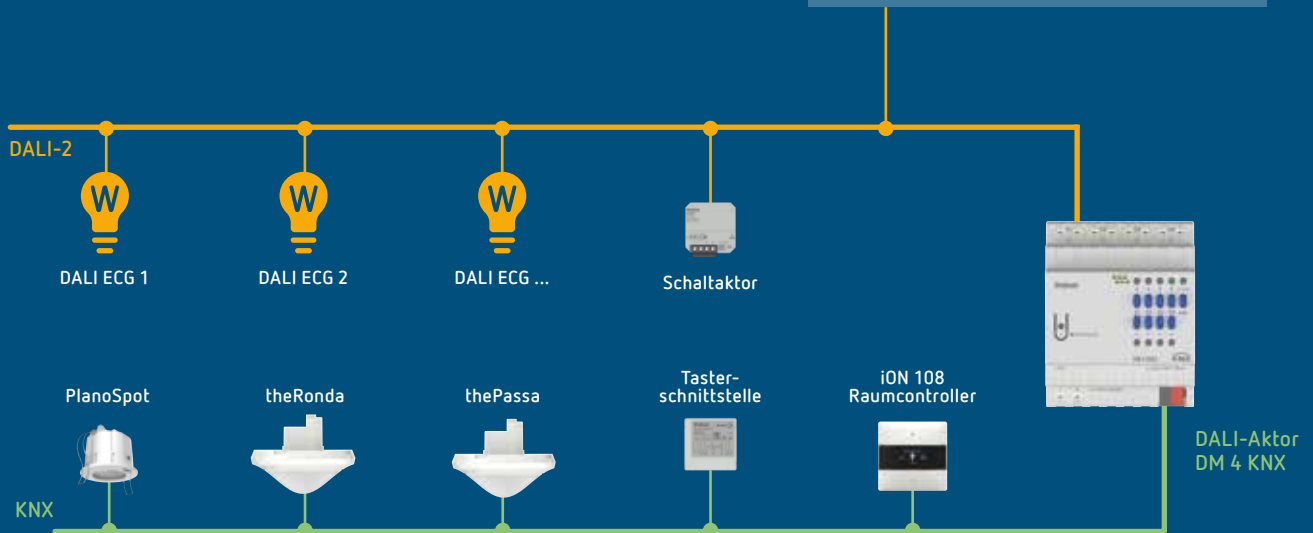 DALI-2
W
W
W
DALI ECG 1
DALI ECG 2
DALI ECG ...
Schaltaktor
PlanoSpot
theRonda
thePassa
Taster-
schnittstelle
iON 108
Raumcontroller
DALI-Aktor
DM 4 KNX
KNX